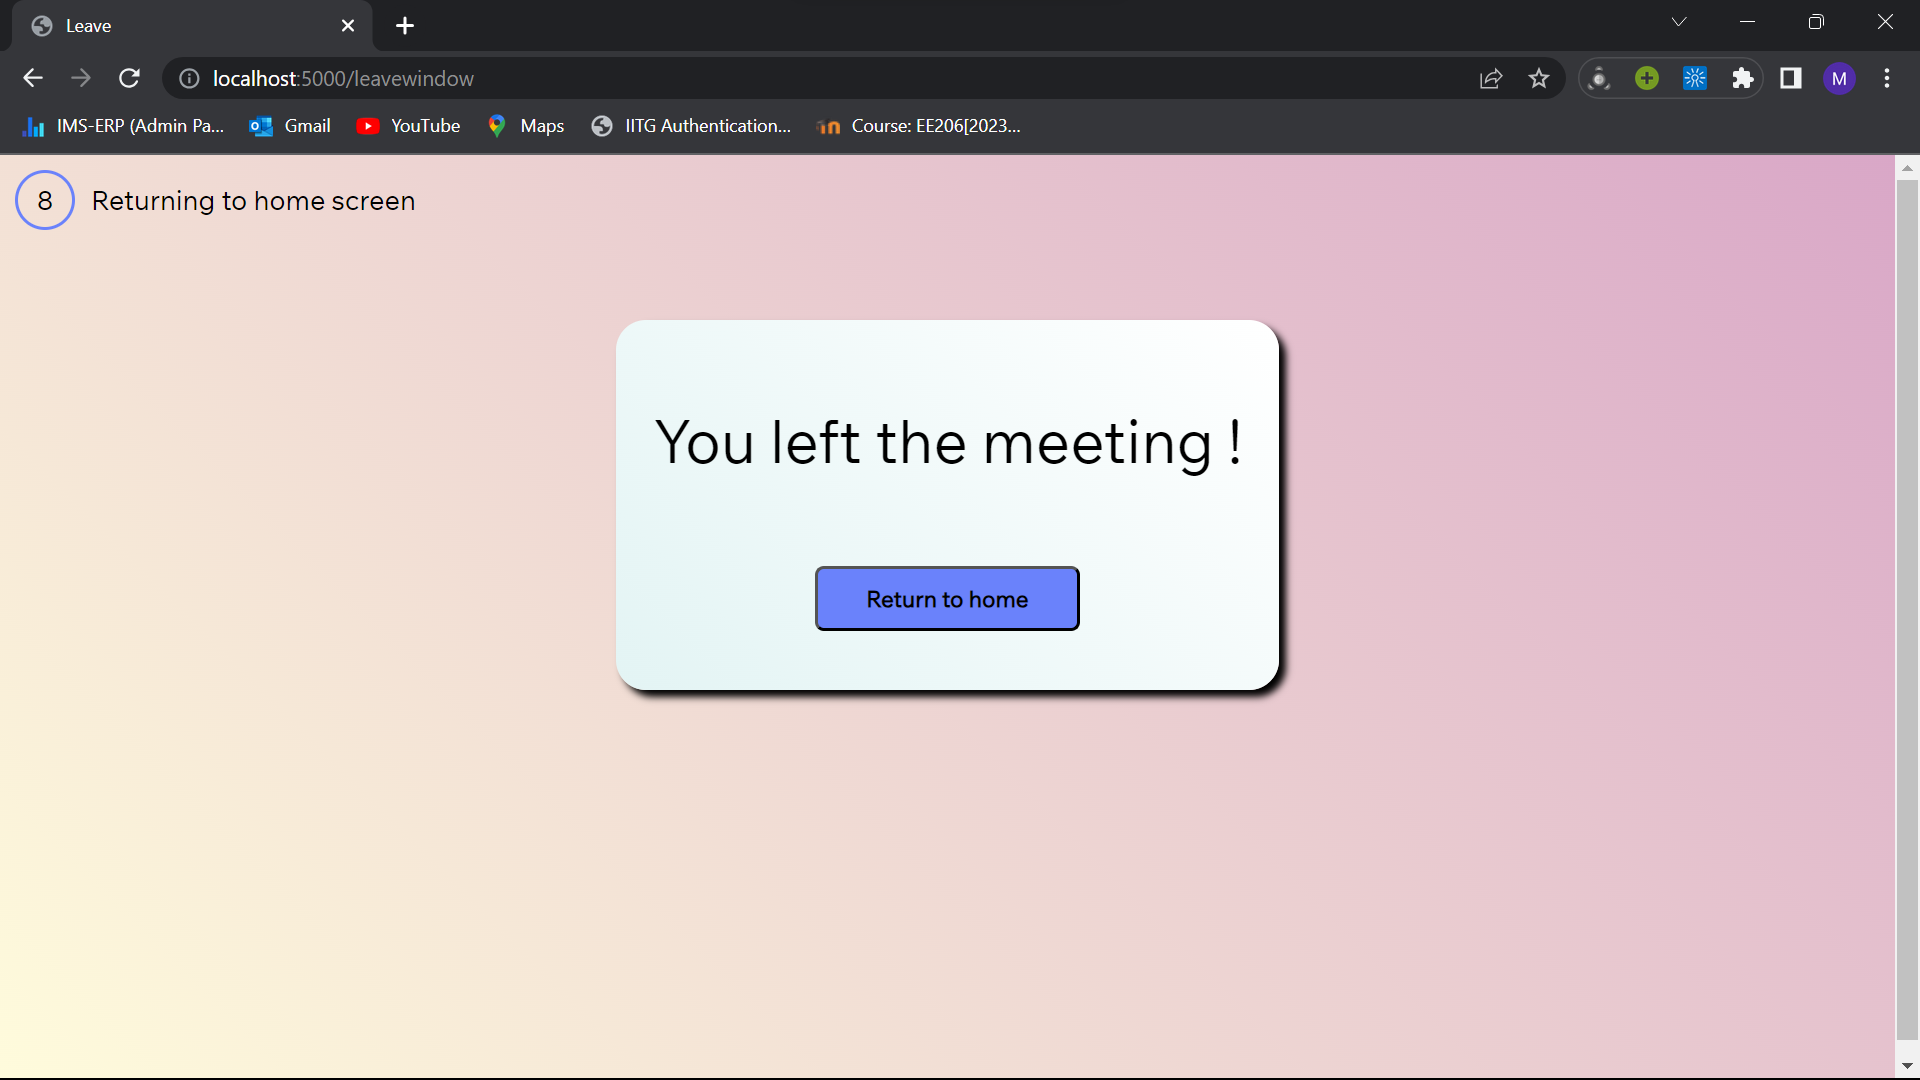 Leave
localhost:5000/leavewindow
M
IMS-ERP (Admin Pa... Gmail YouTube Maps IITG Authentication... Course: EE206[2023...
8 Returning to home screen
You left the meeting !
Return to home